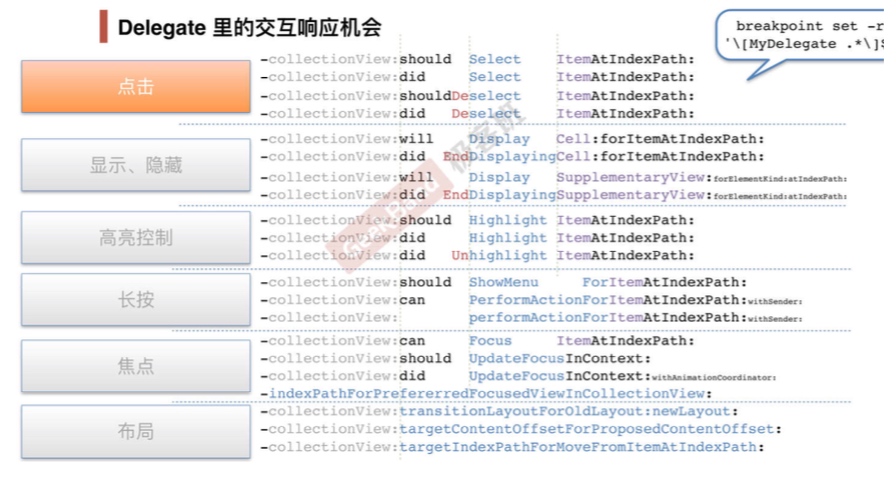 Delegate 里的交互响应机会
breakpoint set -r
'\[MyDelegate .*\]$
点击
-collectionView:should Select ItemAtIndexPath:
-collectionView:did Select ItemAtIndexPath:
-collectionView:shouldDeselect ItemAtIndexPath:
-collectionView:did Deselect ItemAtIndexPath:
显示、隐藏
-collectionView:will Display Cell:forItemAtIndexPath:
-collectionView:did EndDisplayingCell:forItemAtIndexPath:
-collectionView:will Display SupplementaryView:forElementKind:atIndexPath:
-collectionView:did EndDisplayingSupplementaryView:forElementKind:atIndexPath:
高亮控制
-collectionView:should Highlight ItemAtIndexPath:
-collectionView:did Highlight ItemAtIndexPath:
-collectionView:did Unhighlight ItemAtIndexPath:
长按
-collectionView:should ShowMenu ForItemAtIndexPath:
-collectionView:can PerformActionForItemAtIndexPath:withSender:
-collectionView: performActionForItemAtIndexPath:withSender:
焦点
-collectionView:can Focus ItemAtIndexPath:
-collectionView:should UpdateFocusInContext:
-collectionView:did UpdateFocusInContext:withAnimationCoordinator:
-indexPathForPrefererredFocusedViewInCollectionView:
布局
-collectionView:transitionLayoutForOldLayout:newLayout:
-collectionView:targetContentOffsetForProposedContentOffset:
-collectionView:targetIndexPathForMoveFromItemAtIndexPath:
GeekBand 极客班